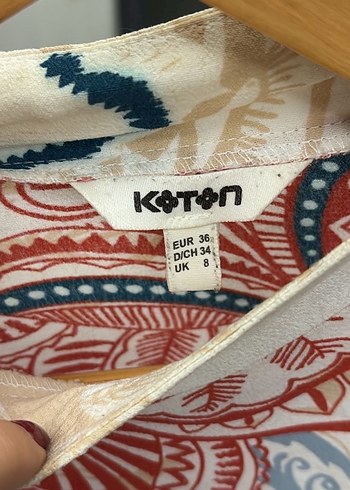 KOTON
EUR 36
D/CH 34
UK 8